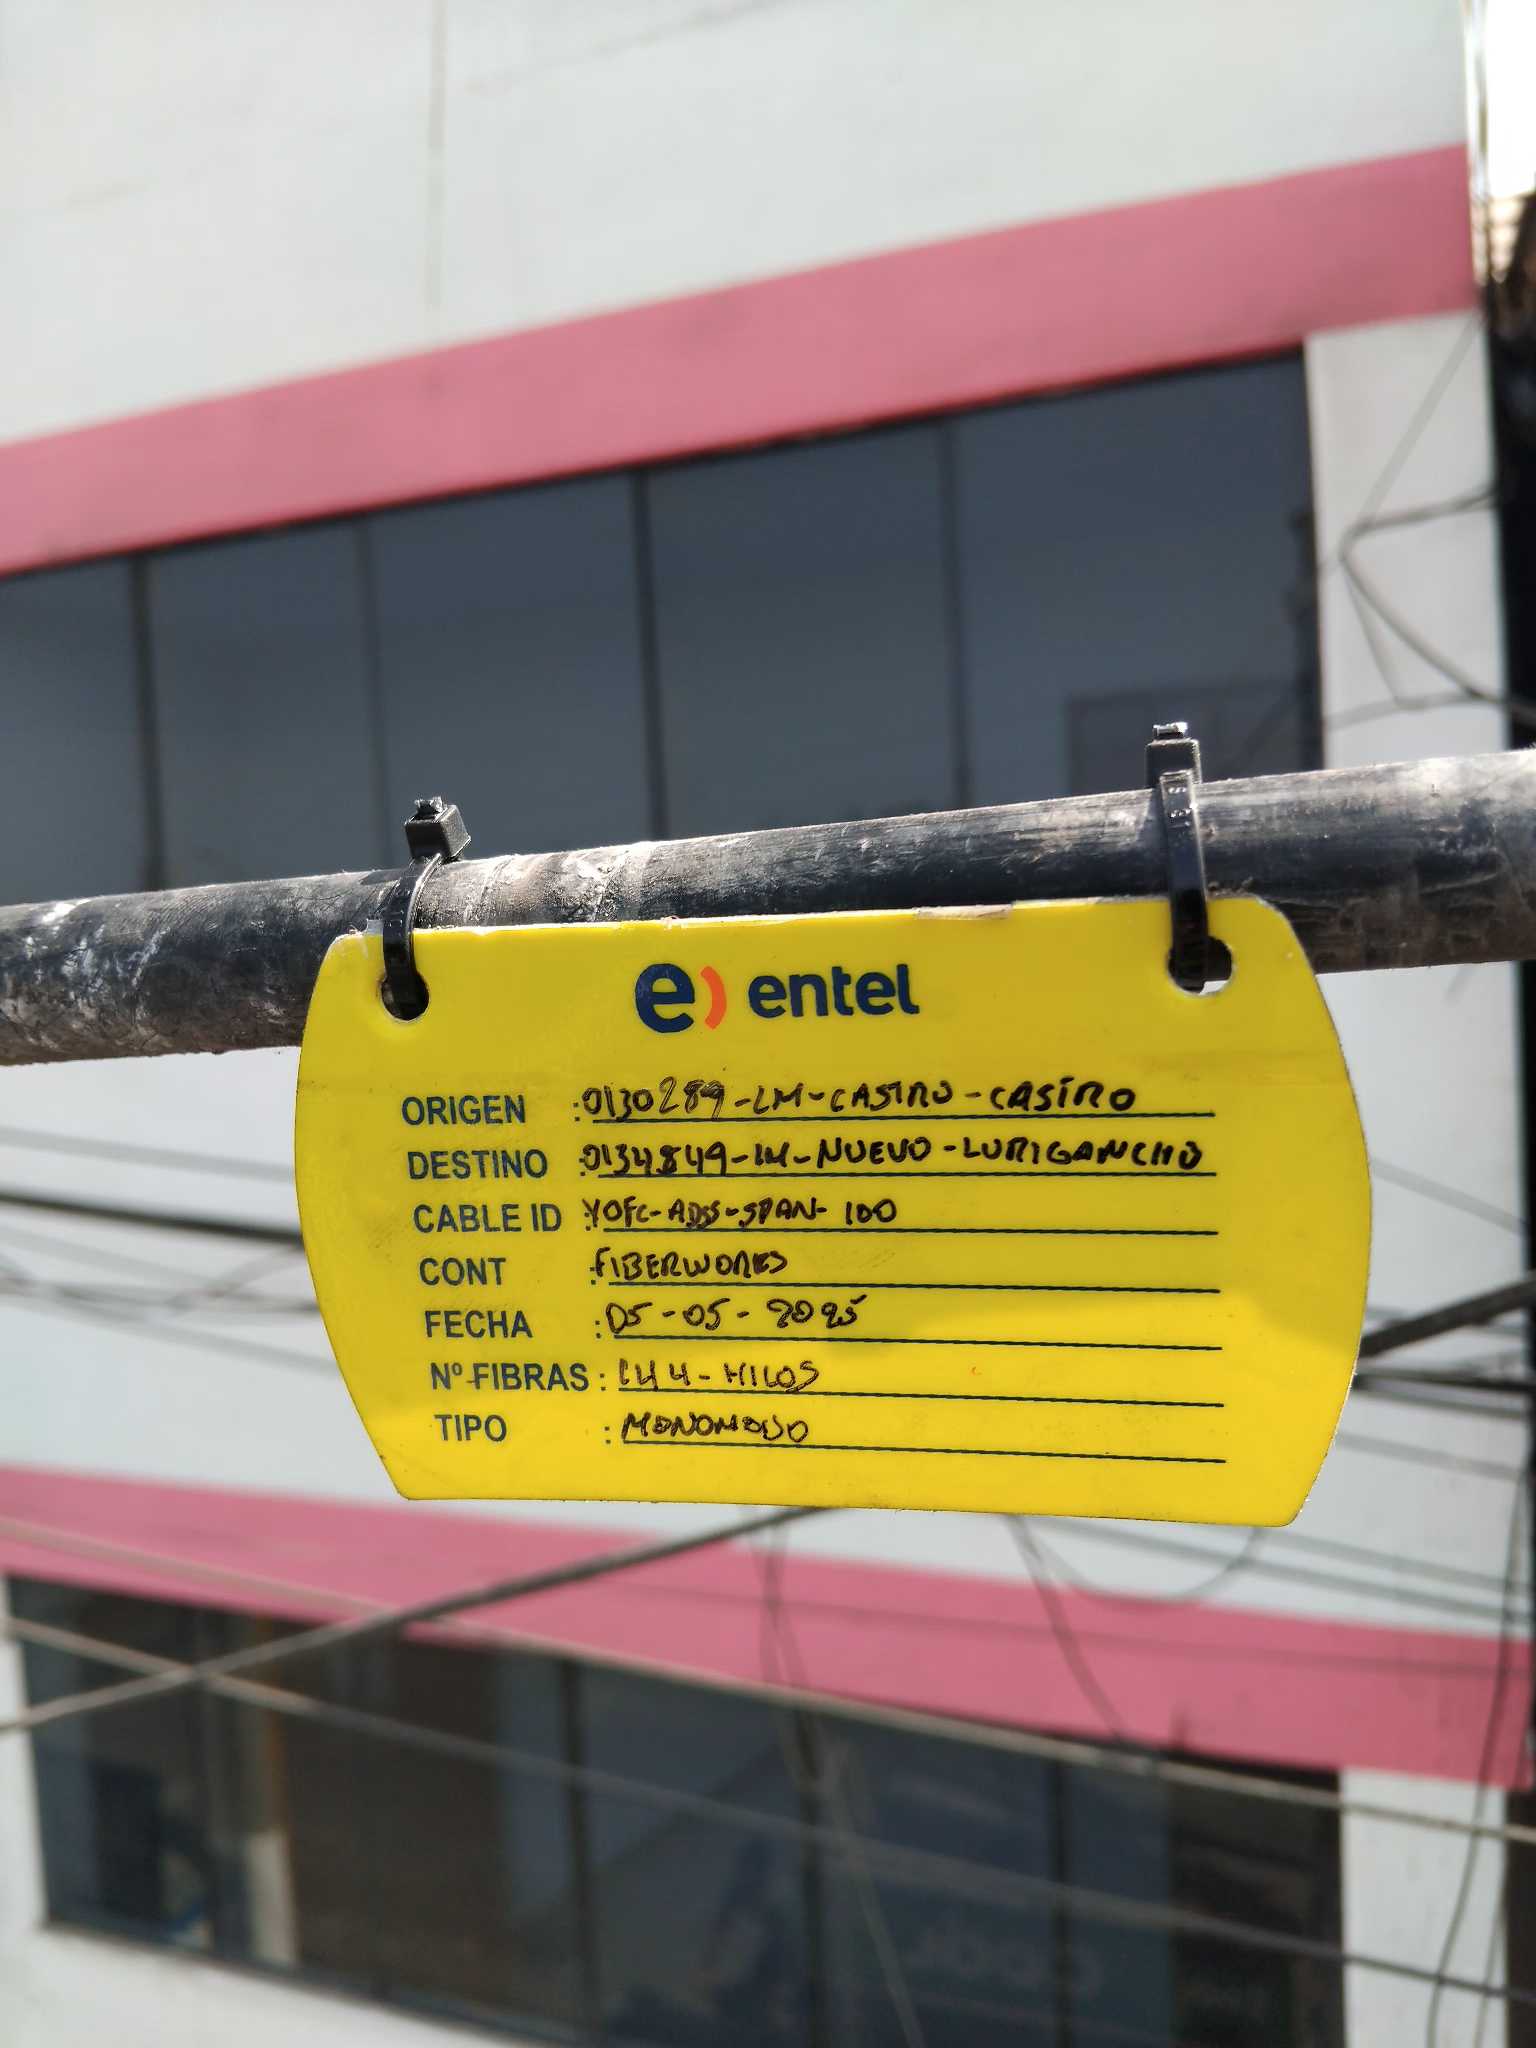 e) entel
ORIGEN : 0130289-LM-CASTRO-CASTRO
DESTINO : 0134849-LM-NUEVO-LURIGANCHO
CABLE ID : YOFC-ADSS-SPAN-100
CONT : FIBERWORKS
FECHA : 05-05-2025
Nº FIBRAS : 144-HILOS
TIPO : MONOMODO